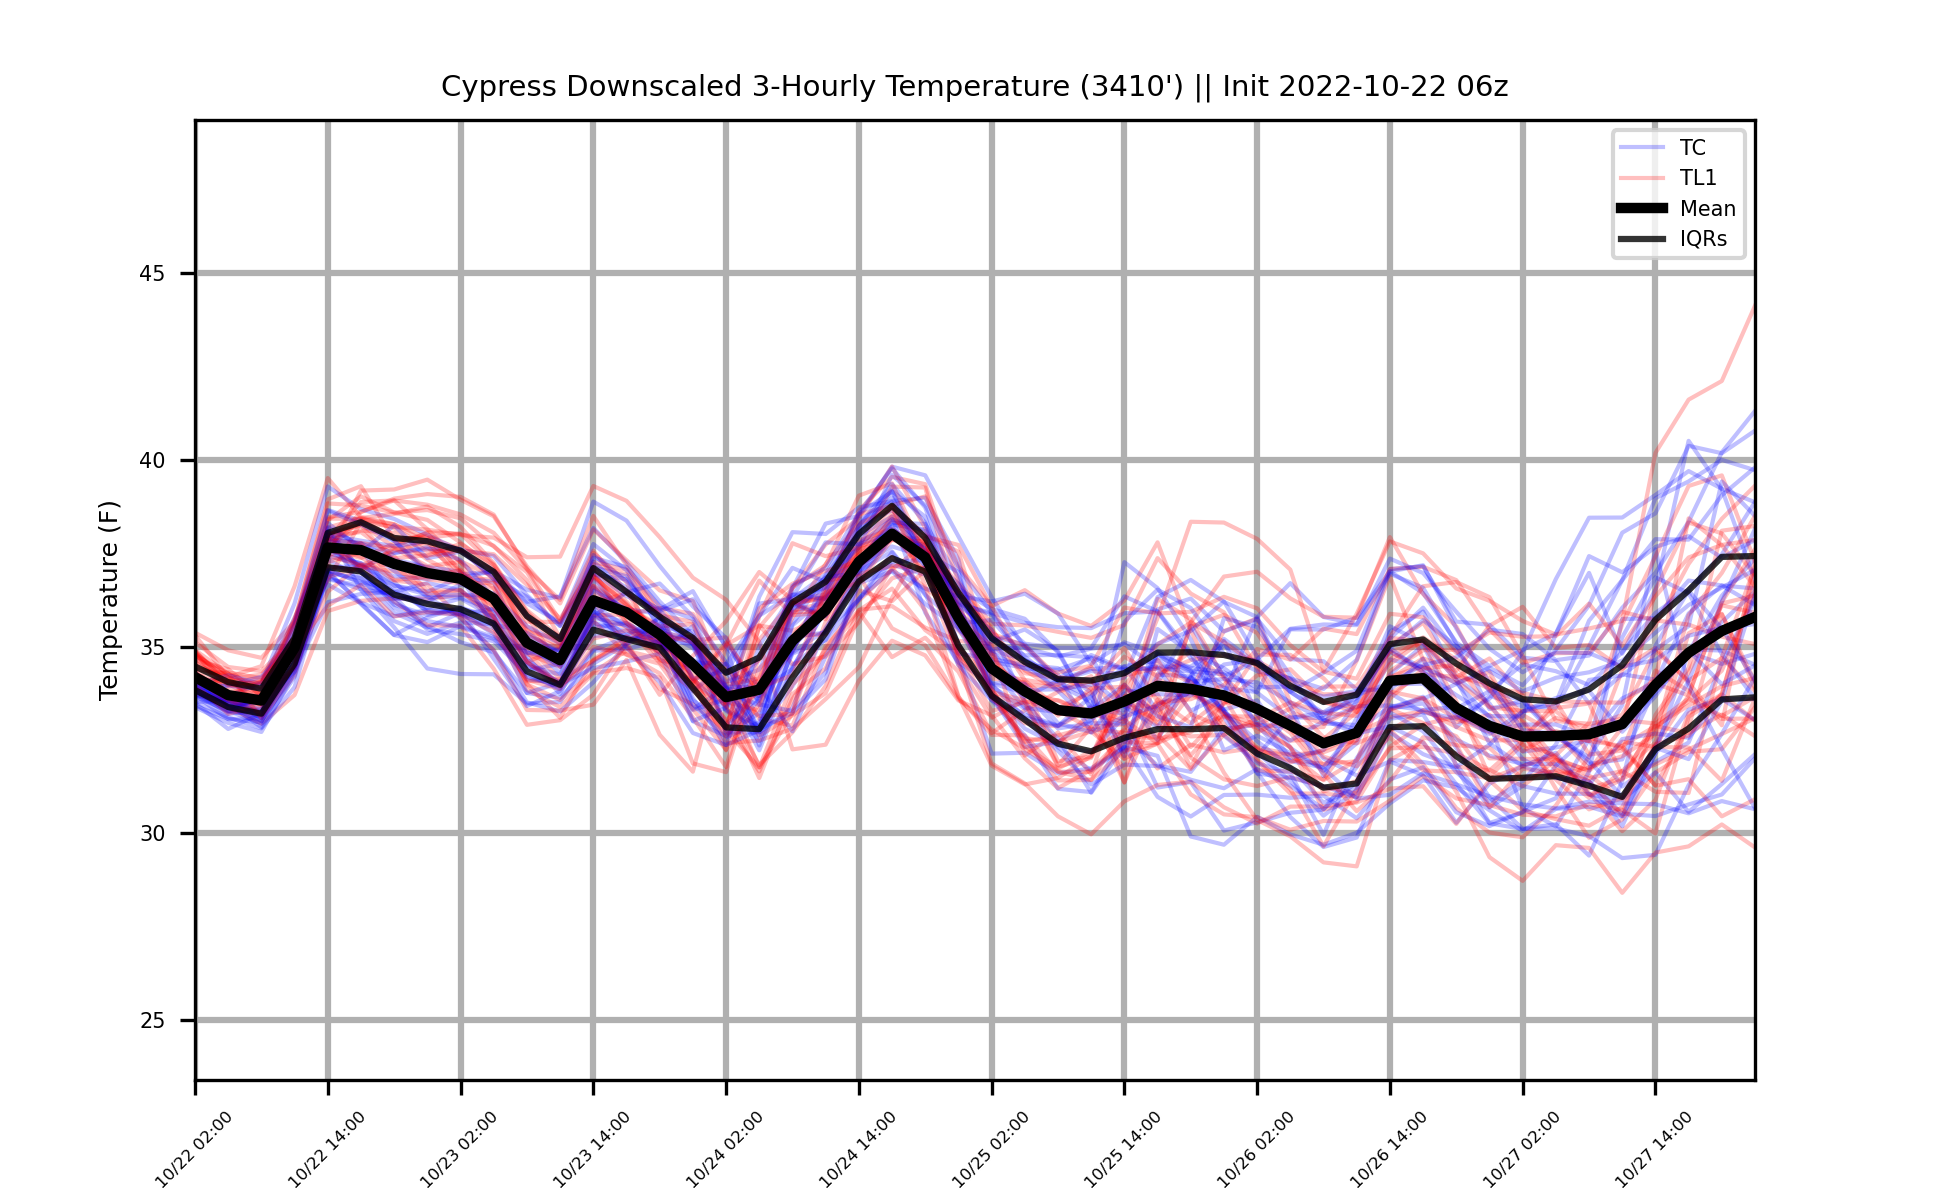 Cypress Downscaled 3-Hourly Temperature (3410') || Init 2022-10-22 06z
TC
TL1
Mean
IQRs
Temperature (F)
45
40
35
30
25
10/22 02:00
10/22 14:00
10/23 02:00
10/23 14:00
10/24 02:00
10/24 14:00
10/25 02:00
10/25 14:00
10/26 02:00
10/26 14:00
10/27 02:00
10/27 14:00